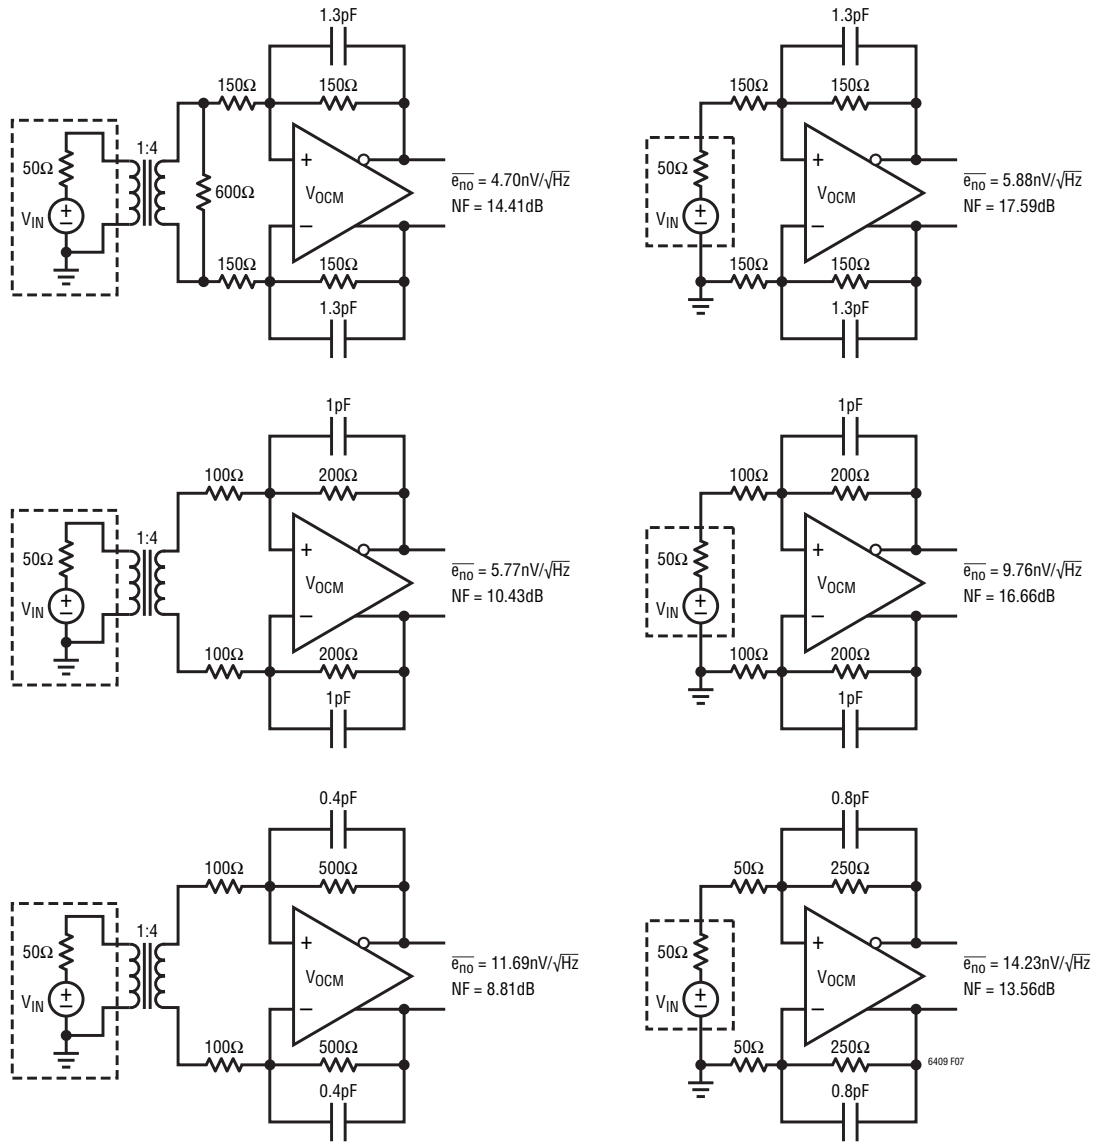 1.3pF
150Ω 150Ω
1:4
50Ω
600Ω
VIN
+
–
VOCM
eno = 4.70nV/√Hz
NF = 14.41dB
150Ω 150Ω
1.3pF
1.3pF
150Ω 150Ω
50Ω
VIN
+
–
VOCM
eno = 5.88nV/√Hz
NF = 17.59dB
150Ω 150Ω
1.3pF
1pF
100Ω 200Ω
1:4
50Ω
VIN
+
–
VOCM
eno = 5.77nV/√Hz
NF = 10.43dB
100Ω 200Ω
1pF
1pF
100Ω 200Ω
50Ω
VIN
+
–
VOCM
eno = 9.76nV/√Hz
NF = 16.66dB
100Ω 200Ω
1pF
0.4pF
100Ω 500Ω
1:4
50Ω
VIN
+
–
VOCM
eno = 11.69nV/√Hz
NF = 8.81dB
100Ω 500Ω
0.4pF
0.8pF
50Ω 250Ω
50Ω
VIN
+
–
VOCM
eno = 14.23nV/√Hz
NF = 13.56dB
50Ω 250Ω
6409 F07
0.8pF